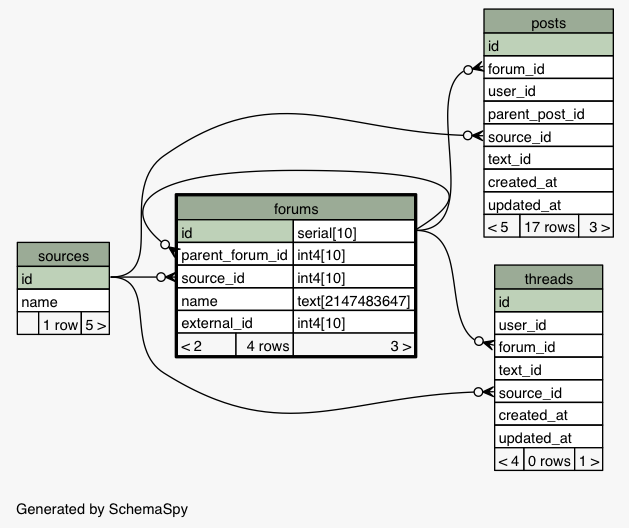 posts
id
forum_id
user_id
parent_post_id
source_id
text_id
created_at
updated_at
< 5 17 rows 3 >
forums
id serial[10]
parent_forum_id int4[10]
source_id int4[10]
name text[2147483647]
external_id int4[10]
< 2 4 rows 3 >
sources
id
name
1 row 5 >
threads
id
user_id
forum_id
text_id
source_id
created_at
updated_at
< 4 0 rows 1 >
Generated by SchemaSpy